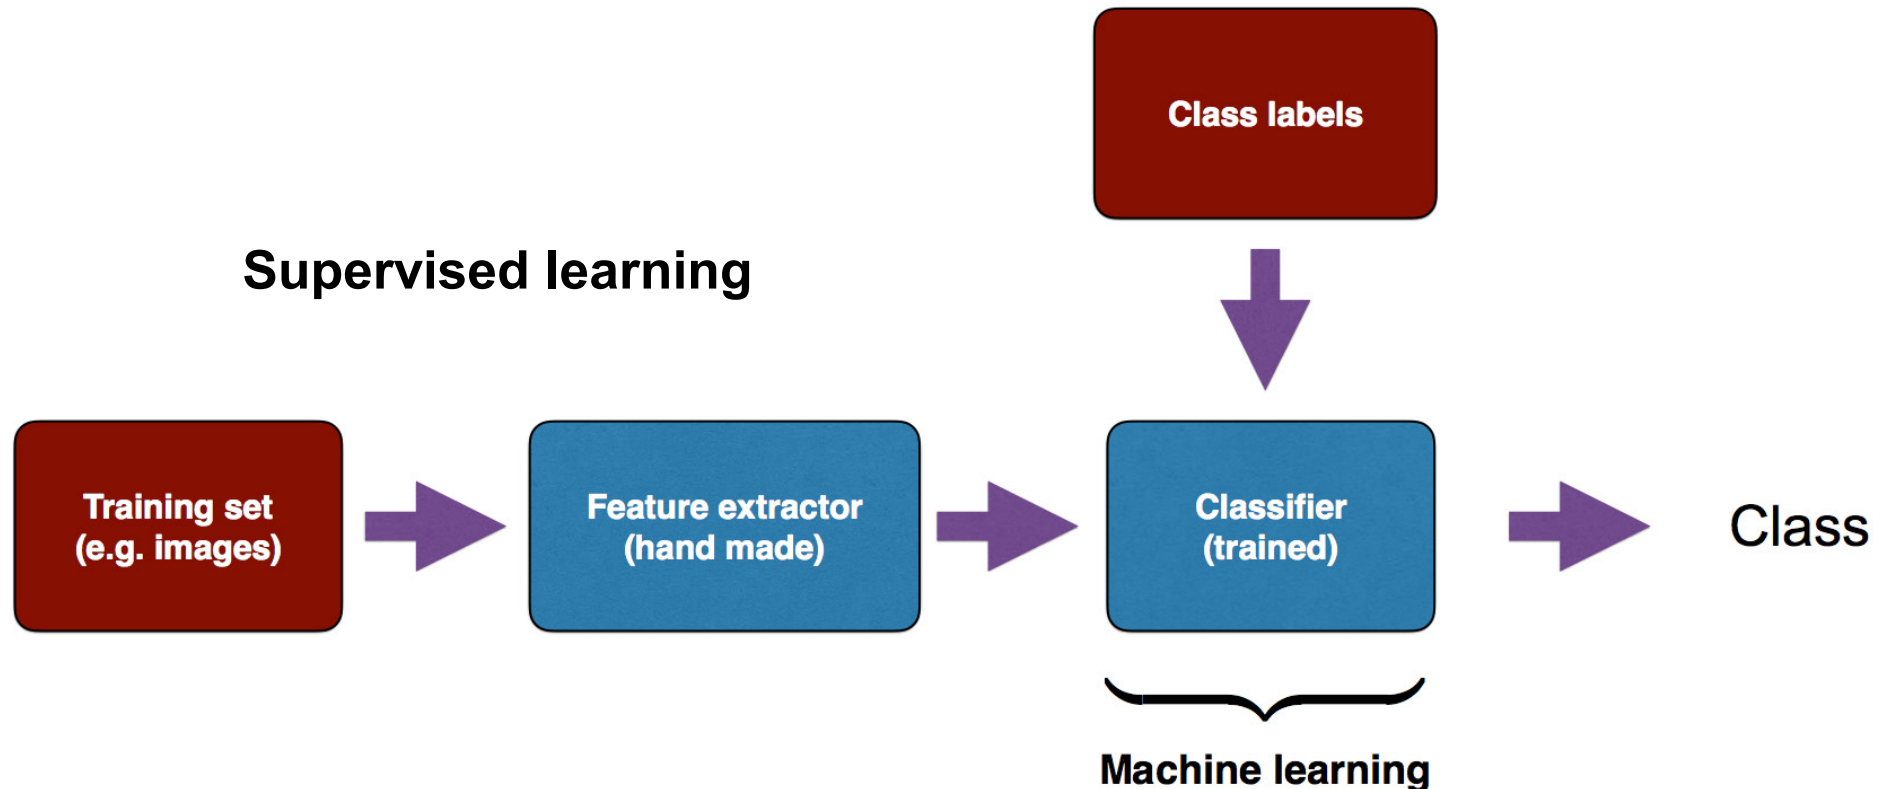 Class labels
Supervised learning
Training set
(e.g. images)
Feature extractor
(hand made)
Classifier
(trained)
Class
Machine learning